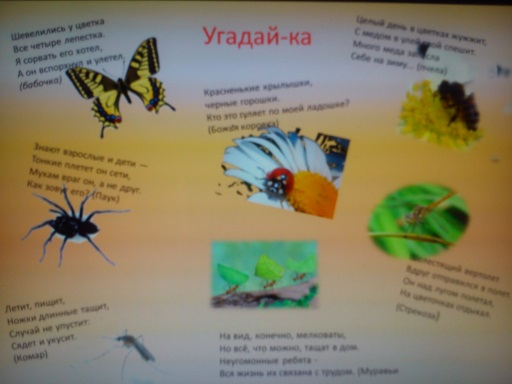 Угадай-ка
Шевелились у цветка
Все четыре лепестка.
Я сорвать его хотел,
А он вспорхнул и улетел.
(бабочка)
Целый день в цветках жужжит,
С медом в улей свой спешит.
Много меда
Себе на зиму... (пчела)
Красненькие крылышки,
черные горошки.
Кто это гуляет по моей ладошке?
(Божья коровка)
Знают взрослые и дети —
Тонкие плетет он сети,
Мухам враг он, а не друг.
Как зовут его? (Паук)
Блестящий вертолет
Вдруг отправился в полет.
Он над лугом полетал,
На цветочках отдыхал.
(Стрекоза)
Летит, пищит,
Ножки длинные тащит,
Случай не упустит:
Сядет и укусит.
(Комар)
На вид, конечно, мелковаты,
Но всё, что можно, тащат в дом.
Неугомонные ребята -
Вся жизнь их связана с трудом. (Муравьи